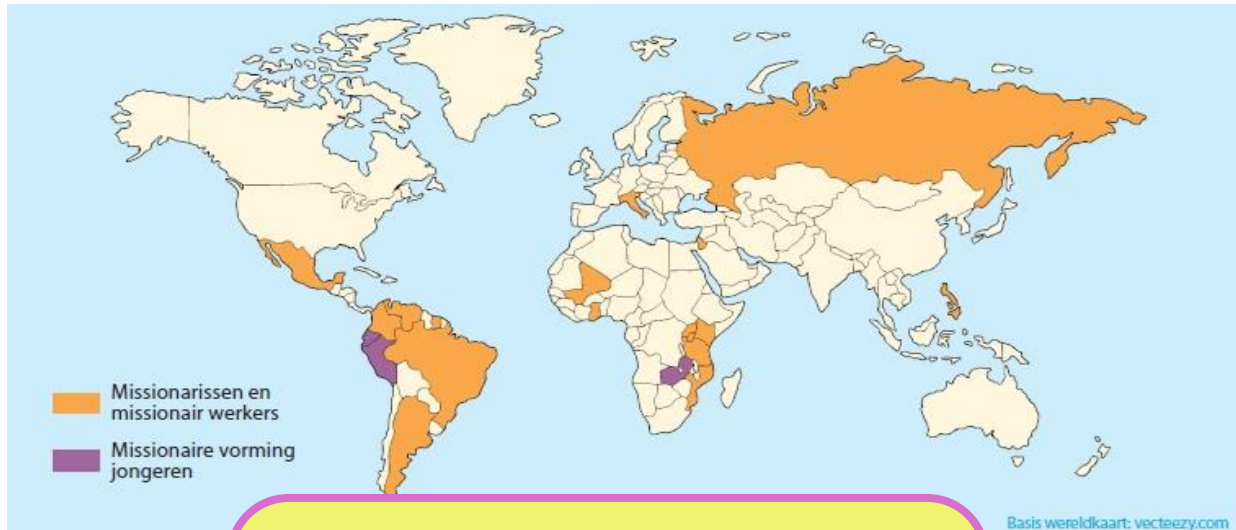 Missionarissen en
missionair werkers
Missionaire vorming
jongeren
Basis wereldkaart: vecteezy.com